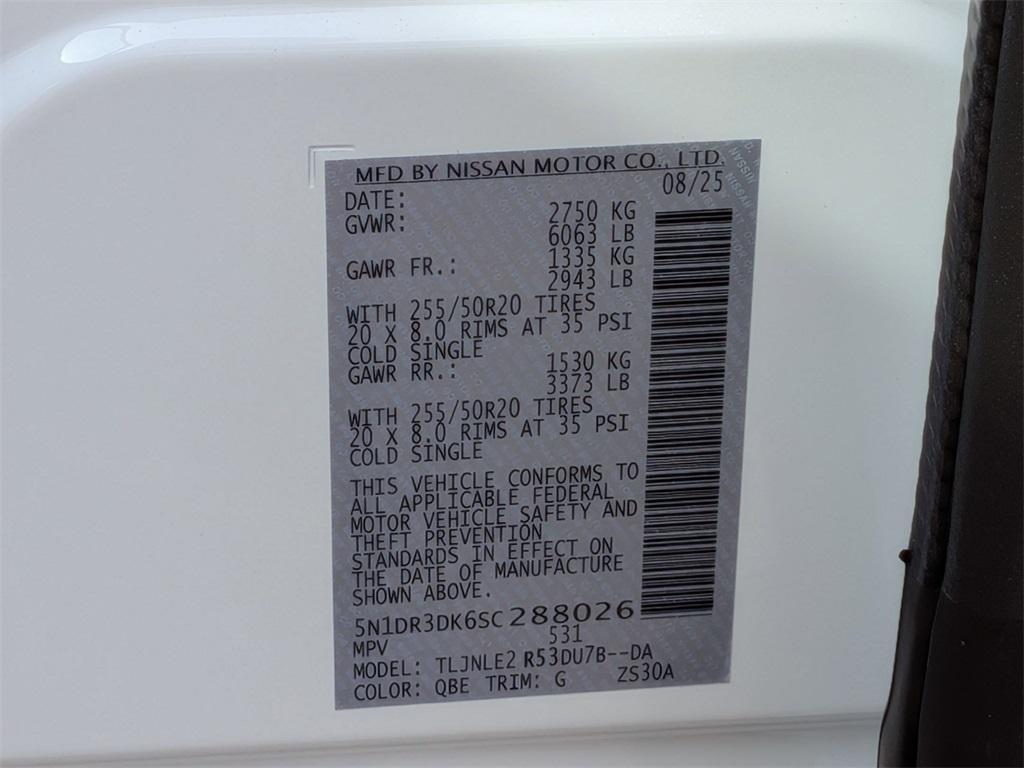 MFD BY NISSAN MOTOR CO., LTD.
DATE: 08/25
GVWR: 2750 KG
6063 LB
GAWR FR.: 1335 KG
2943 LB
WITH 255/50R20 TIRES
20 X 8.0 RIMS AT 35 PSI
COLD SINGLE
GAWR RR.: 1530 KG
3373 LB
WITH 255/50R20 TIRES
20 X 8.0 RIMS AT 35 PSI
COLD SINGLE
THIS VEHICLE CONFORMS TO
ALL APPLICABLE FEDERAL
MOTOR VEHICLE SAFETY AND
THEFT PREVENTION
STANDARDS IN EFFECT ON
THE DATE OF MANUFACTURE
SHOWN ABOVE.
5N1DR3DK6SC288026
MPV 531
MODEL: TLJNLE2 R53DU7B--DA
COLOR: QBE TRIM: G ZS30A